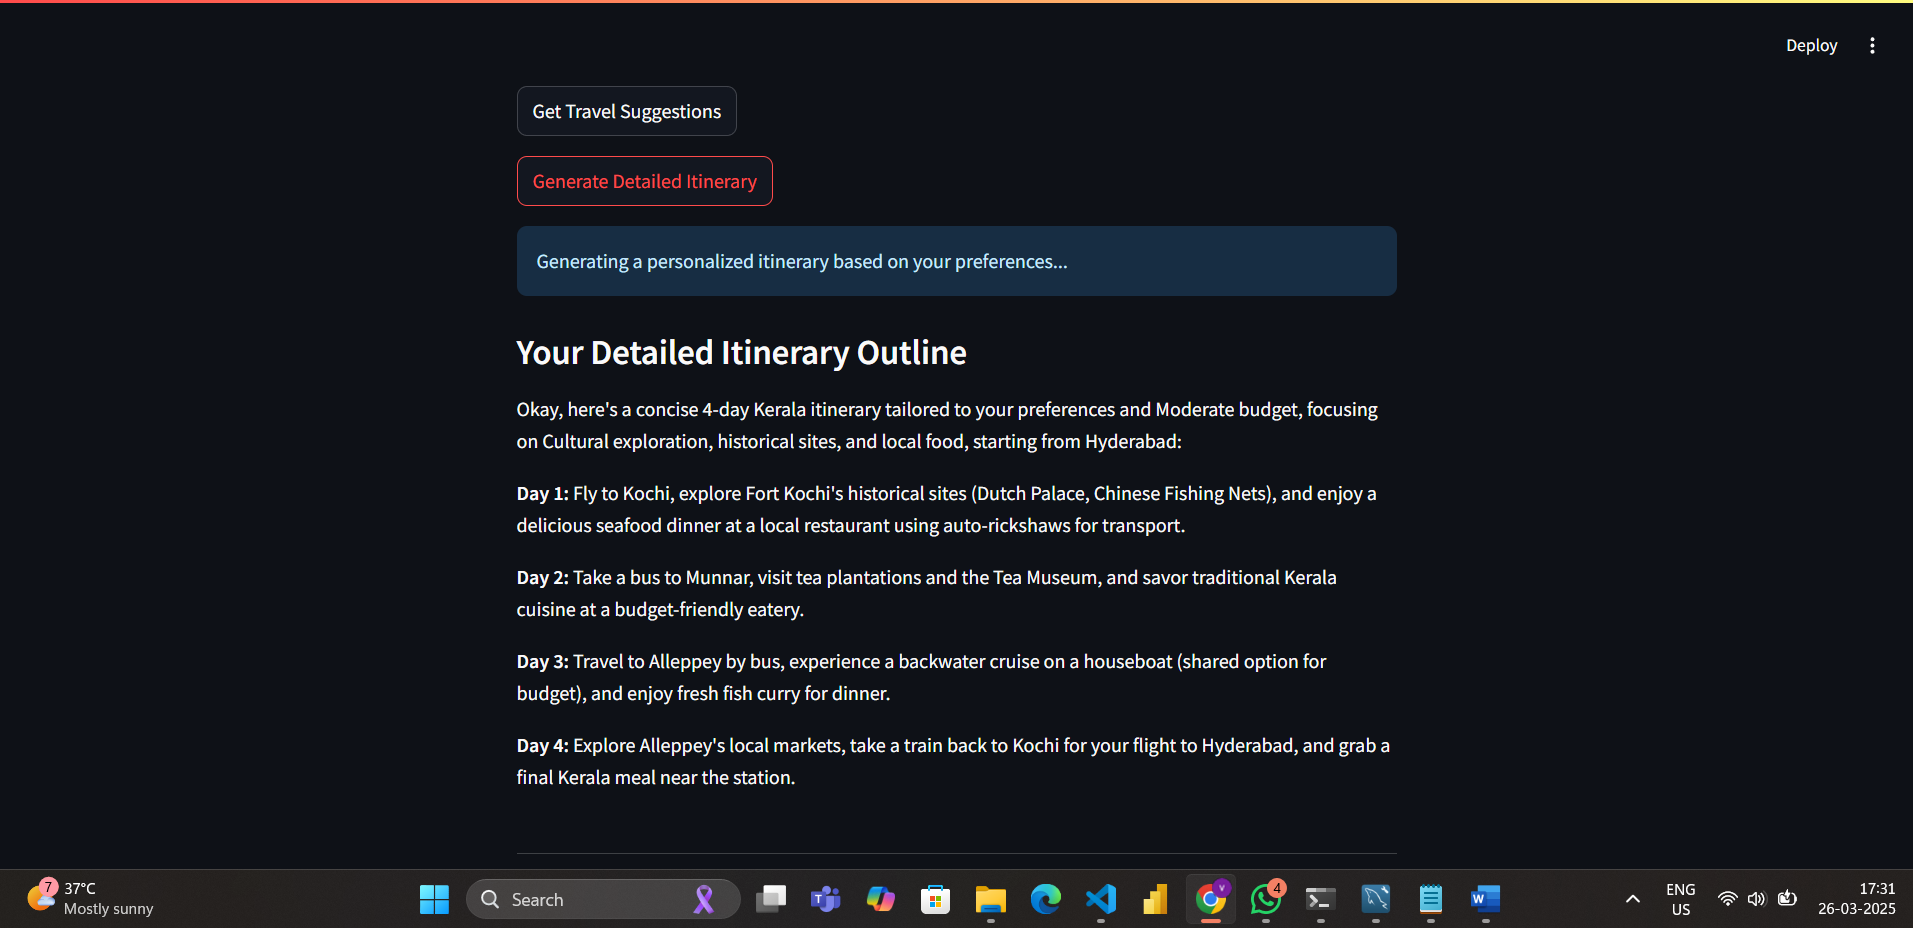 Deploy
Get Travel Suggestions
Generate Detailed Itinerary
Generating a personalized itinerary based on your preferences...
Your Detailed Itinerary Outline
Okay, here's a concise 4-day Kerala itinerary tailored to your preferences and Moderate budget, focusing
on Cultural exploration, historical sites, and local food, starting from Hyderabad:
Day 1: Fly to Kochi, explore Fort Kochi's historical sites (Dutch Palace, Chinese Fishing Nets), and enjoy a
delicious seafood dinner at a local restaurant using auto-rickshaws for transport.
Day 2: Take a bus to Munnar, visit tea plantations and the Tea Museum, and savor traditional Kerala
cuisine at a budget-friendly eatery.
Day 3: Travel to Alleppey by bus, experience a backwater cruise on a houseboat (shared option for
budget), and enjoy fresh fish curry for dinner.
Day 4: Explore Alleppey's local markets, take a train back to Kochi for your flight to Hyderabad, and grab a
final Kerala meal near the station.
7
37°C
Mostly sunny
Search
T
V
4
W
ENG
US
17:31
26-03-2025